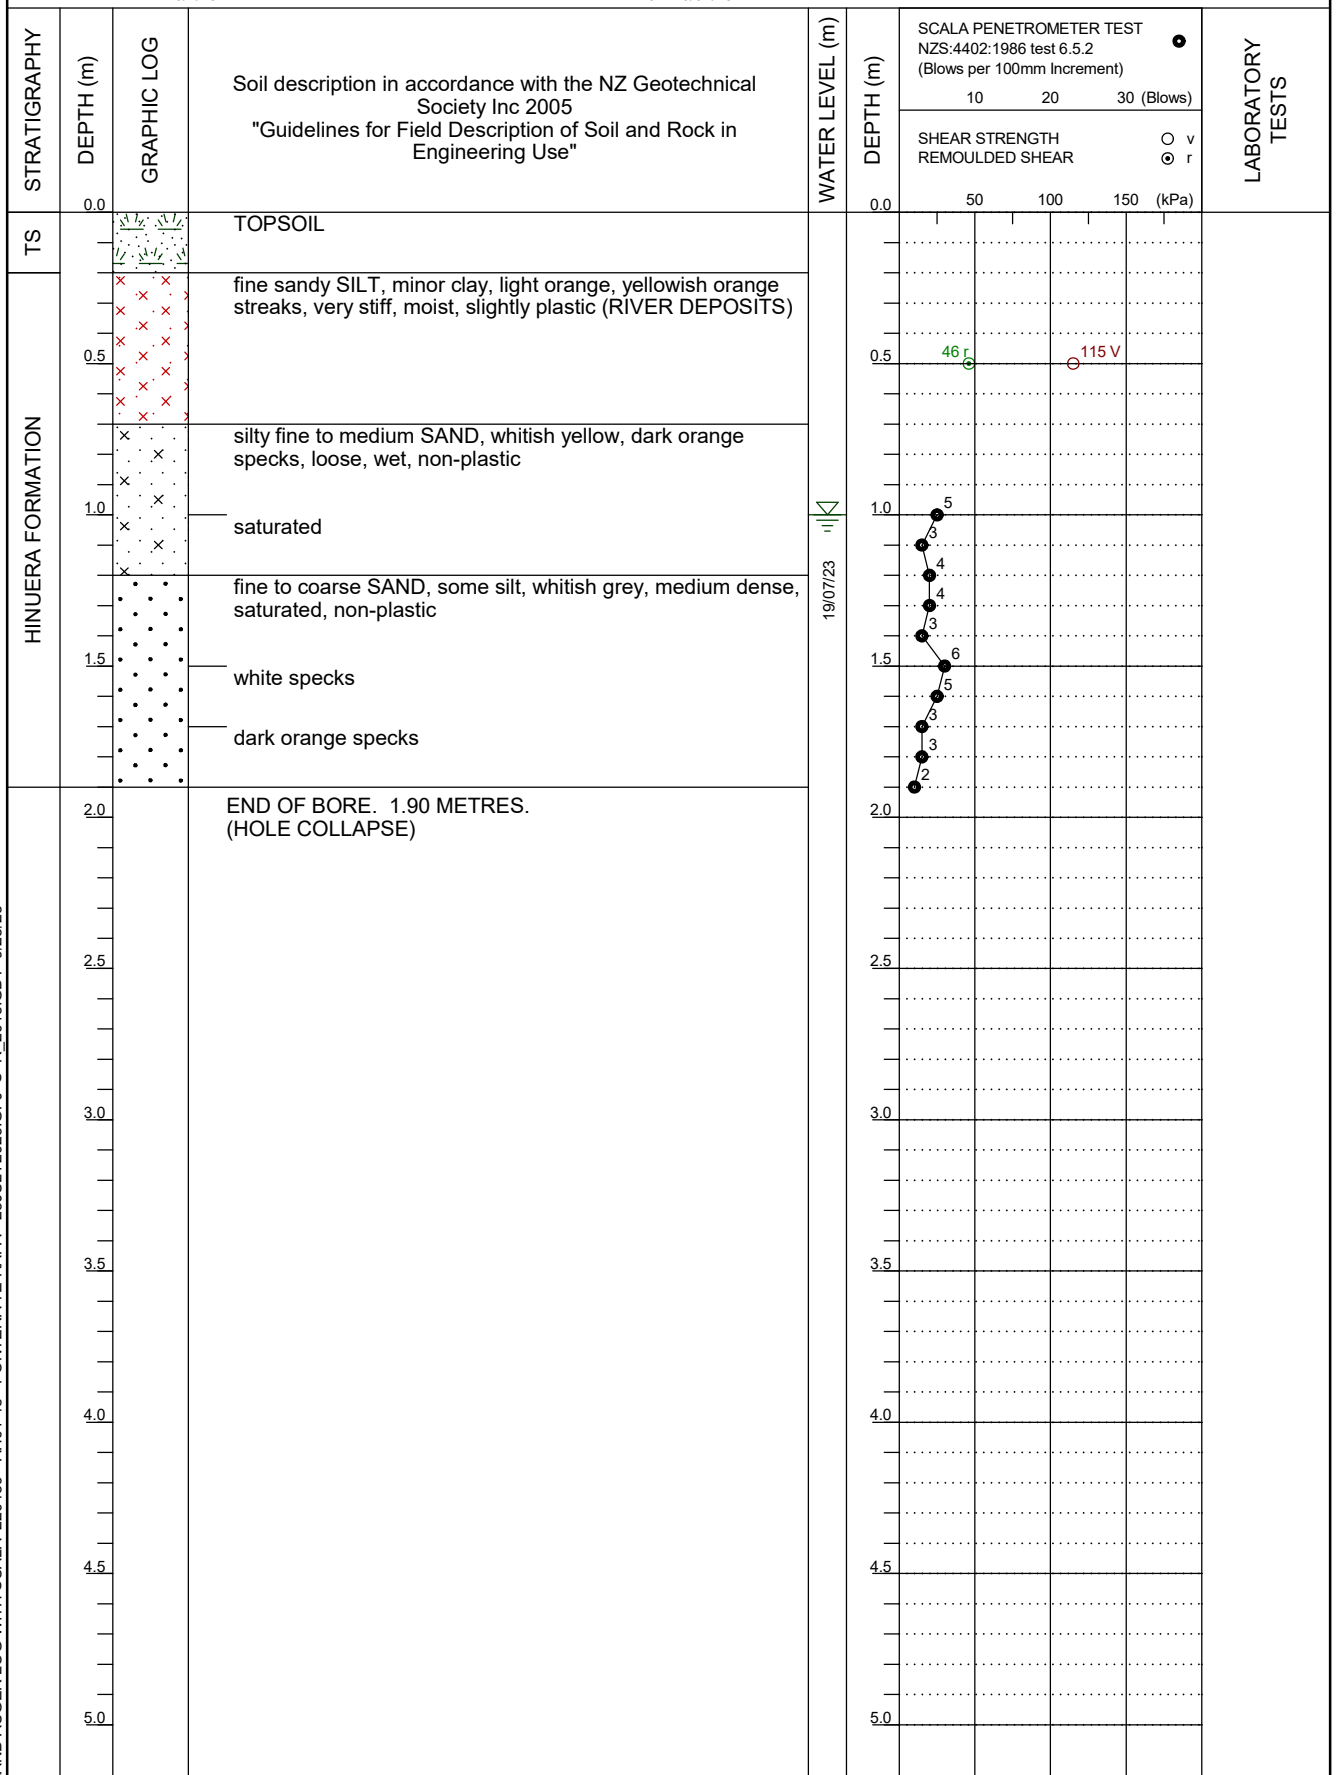 STRATIGRAPHY
DEPTH (m)
GRAPHIC LOG
Soil description in accordance with the NZ Geotechnical
Society Inc 2005
"Guidelines for Field Description of Soil and Rock in
Engineering Use"
WATER LEVEL (m)
DEPTH (m)
SCALA PENETROMETER TEST
NZS:4402:1986 test 6.5.2
(Blows per 100mm Increment)
10 20 30 (Blows)
SHEAR STRENGTH v
REMOULDED SHEAR r
50 100 150 (kPa)
LABORATORY
TESTS
0.0 0.0
TS
TOPSOIL
HINUERA FORMATION
fine sandy SILT, minor clay, light orange, yellowish orange
streaks, very stiff, moist, slightly plastic (RIVER DEPOSITS)
46 r 115 V
0.5 0.5
silty fine to medium SAND, whitish yellow, dark orange
specks, loose, wet, non-plastic
5
1.0 1.0
saturated
3
19/07/23
4
fine to coarse SAND, some silt, whitish grey, medium dense,
saturated, non-plastic
4
3
6
1.5 1.5
white specks
5
3
dark orange specks
3
2
END OF BORE. 1.90 METRES.
(HOLE COLLAPSE)
2.0 2.0
2.5 2.5
3.0 3.0
3.5 3.5
4.0 4.0
4.5 4.5
5.0 5.0